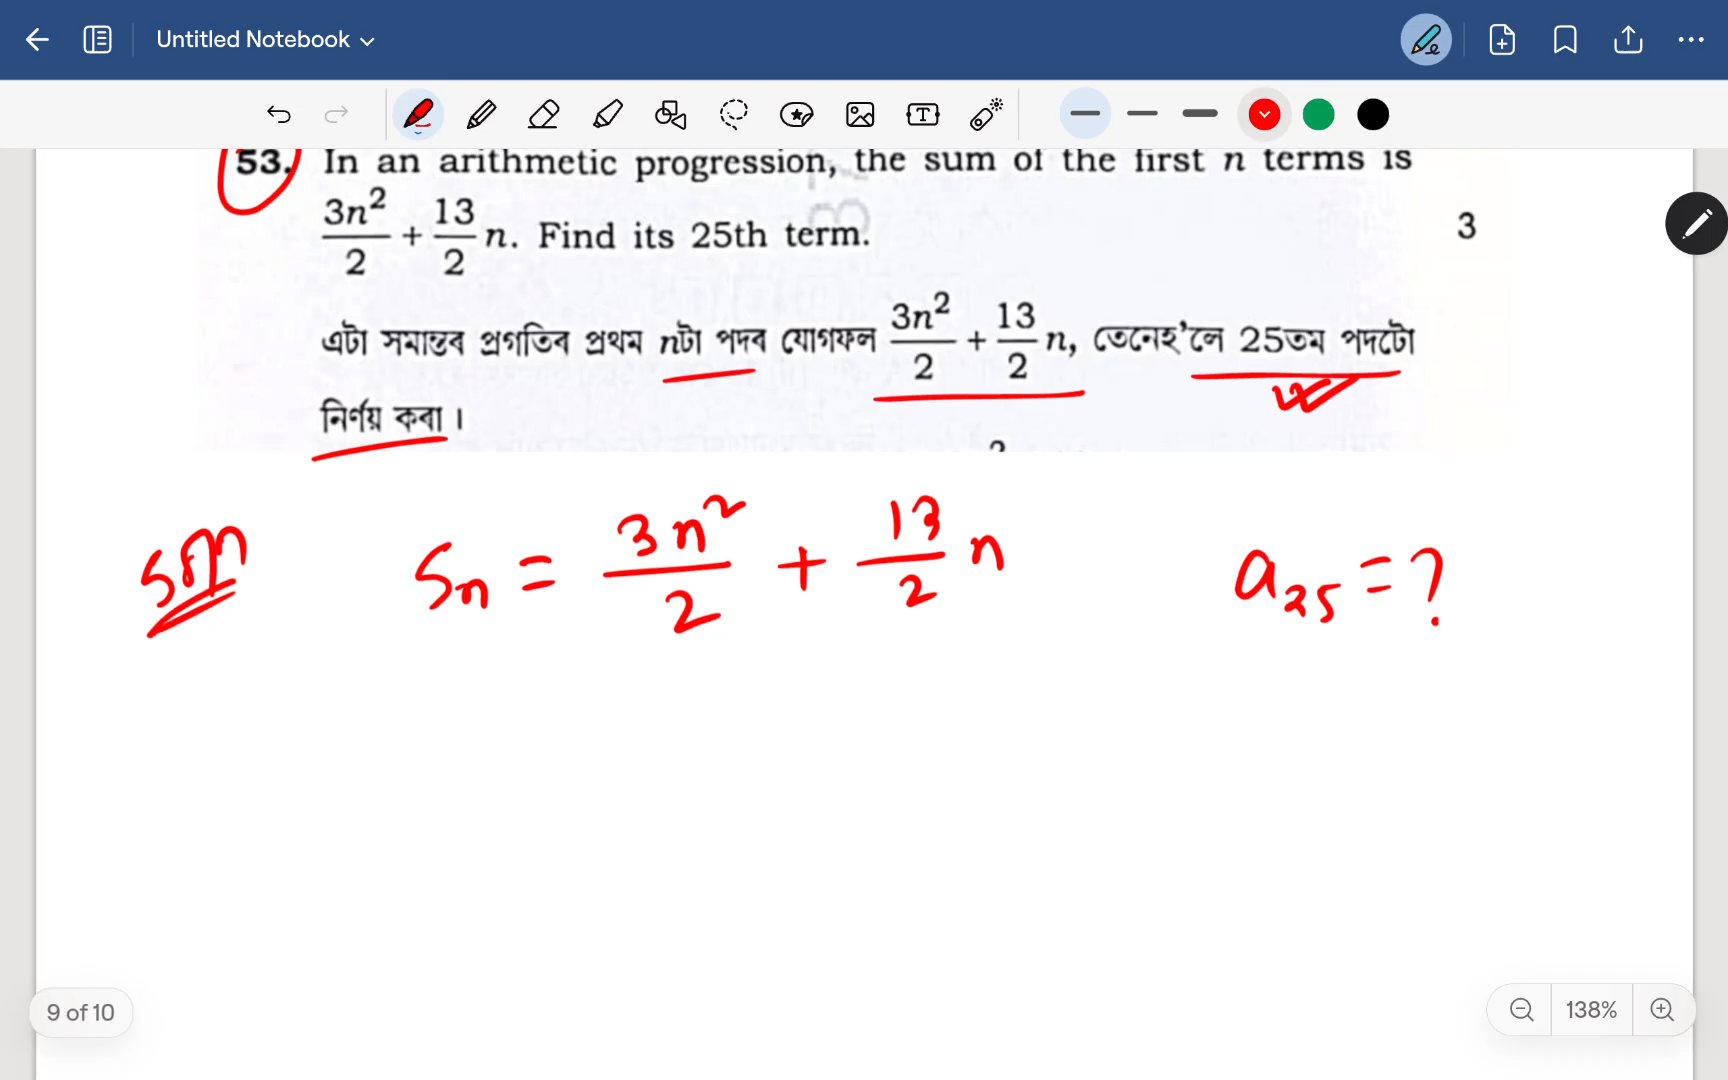 Untitled Notebook
53. In an arithmetic progression, the sum of the first n terms is
3n²/2 + 13/2 n. Find its 25th term. 3
এটা সমান্তৰ প্ৰগতিৰ প্ৰথম nটা পদৰ যোগফল 3n²/2 + 13/2 n, তেনেহ'লে 25তম পদটো
নিৰ্ণয় কৰা ।
Solⁿ Sn = 3n²/2 + 13/2 n a25 = ?
9 of 10
138%